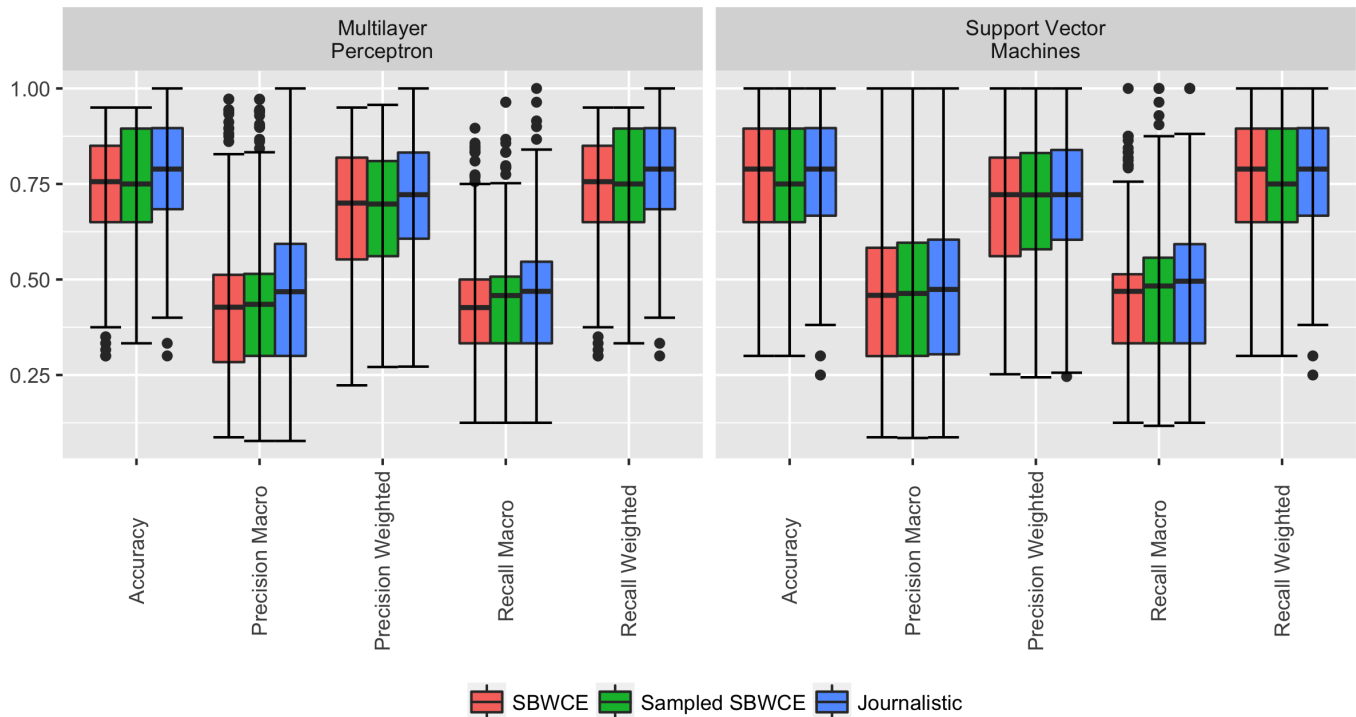 Multilayer
Perceptron
Support Vector
Machines
1.00
0.75
0.50
0.25
Accuracy
Precision Macro
Precision Weighted
Recall Macro
Recall Weighted
Accuracy
Precision Macro
Precision Weighted
Recall Macro
Recall Weighted
SBWCE Sampled SBWCE Journalistic